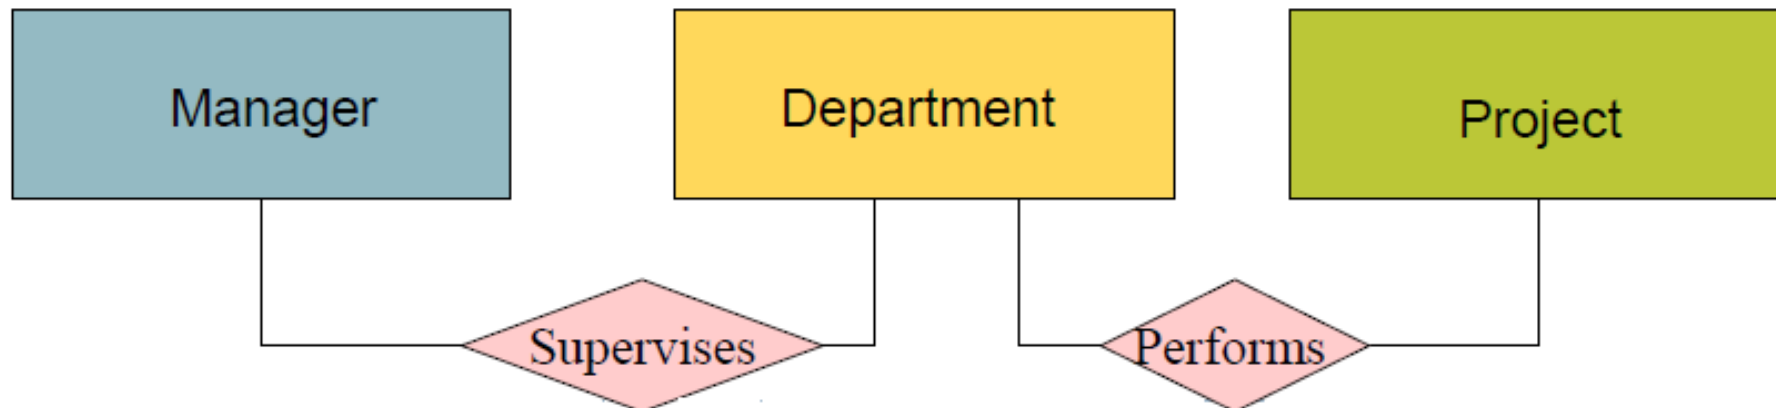 Manager
Department
Project
Supervises
Performs